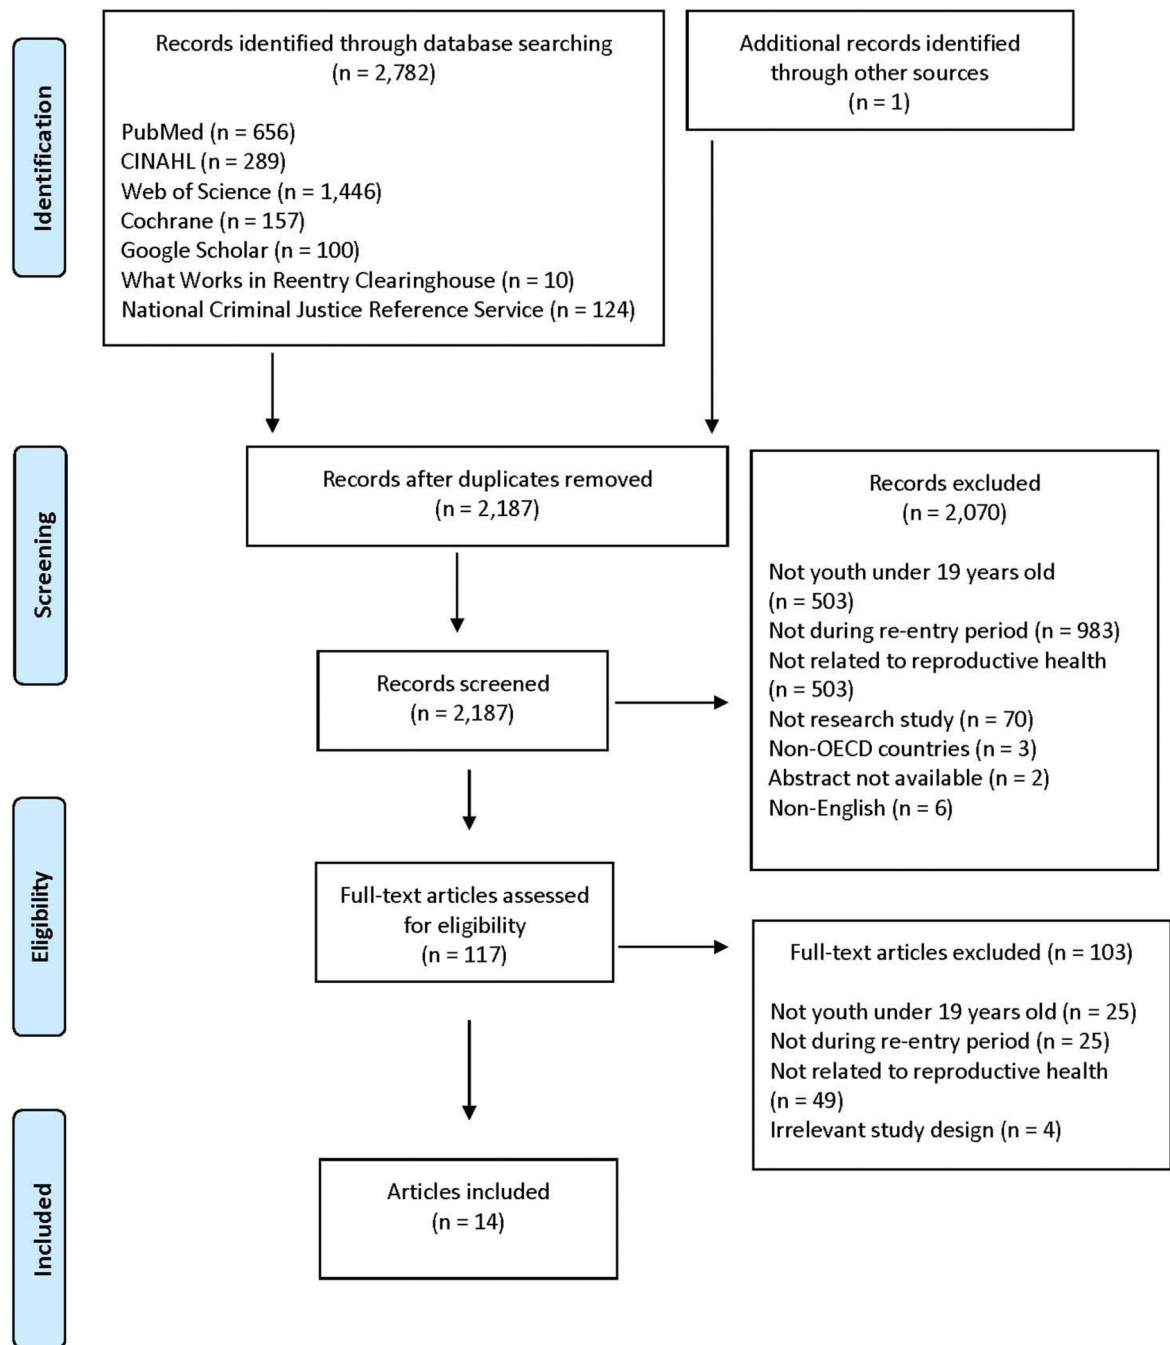 Identification
Records identified through database searching
(n = 2,782)
PubMed (n = 656)
CINAHL (n = 289)
Web of Science (n = 1,446)
Cochrane (n = 157)
Google Scholar (n = 100)
What Works in Reentry Clearinghouse (n = 10)
National Criminal Justice Reference Service (n = 124)
Additional records identified
through other sources
(n = 1)
Screening
Records after duplicates removed
(n = 2,187)
Records screened
(n = 2,187)
Records excluded
(n = 2,070)
Not youth under 19 years old
(n = 503)
Not during re-entry period (n = 983)
Not related to reproductive health
(n = 503)
Not research study (n = 70)
Non-OECD countries (n = 3)
Abstract not available (n = 2)
Non-English (n = 6)
Eligibility
Full-text articles assessed
for eligibility
(n = 117)
Full-text articles excluded (n = 103)
Not youth under 19 years old (n = 25)
Not during re-entry period (n = 25)
Not related to reproductive health
(n = 49)
Irrelevant study design (n = 4)
Included
Articles included
(n = 14)